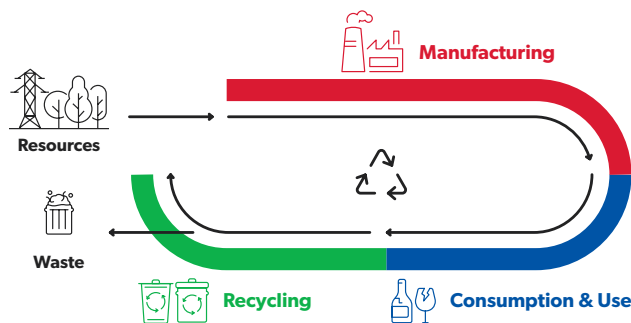 Manufacturing
Resources
Waste
Recycling
Consumption & Use